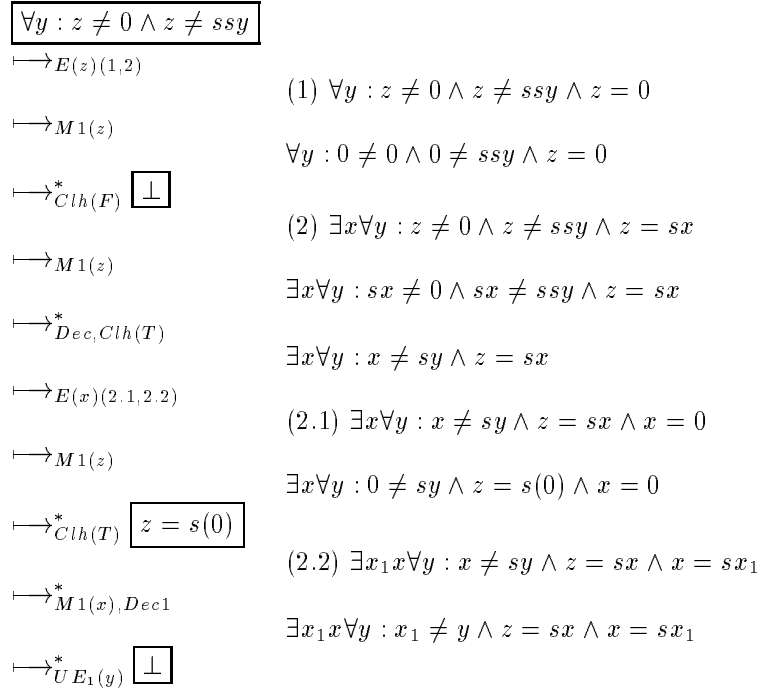 ∀y : z ≠ 0 ∧ z ≠ ssy
⟼E(z)(1,2)
(1) ∀y : z ≠ 0 ∧ z ≠ ssy ∧ z = 0
⟼M1(z)
∀y : 0 ≠ 0 ∧ 0 ≠ ssy ∧ z = 0
⟼*Clh(F) ⊥
(2) ∃x∀y : z ≠ 0 ∧ z ≠ ssy ∧ z = sx
⟼M1(z)
∃x∀y : sx ≠ 0 ∧ sx ≠ ssy ∧ z = sx
⟼*Dec,Clh(T)
∃x∀y : x ≠ sy ∧ z = sx
⟼E(x)(2.1,2.2)
(2.1) ∃x∀y : x ≠ sy ∧ z = sx ∧ x = 0
⟼M1(z)
∃x∀y : 0 ≠ sy ∧ z = s(0) ∧ x = 0
⟼*Clh(T) z = s(0)
(2.2) ∃x₁x∀y : x ≠ sy ∧ z = sx ∧ x = sx₁
⟼*M1(x),Dec1
∃x₁x∀y : x₁ ≠ y ∧ z = sx ∧ x = sx₁
⟼*UE₁(y) ⊥